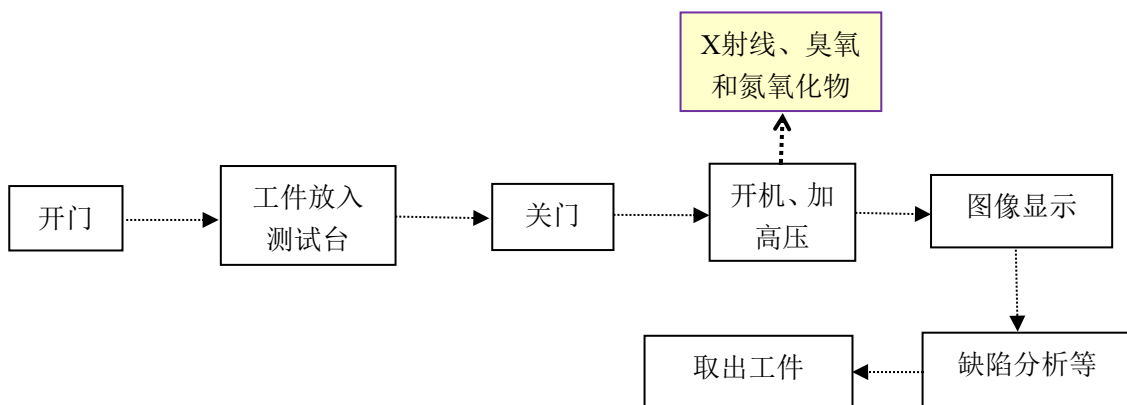 X射线、臭氧
和氮氧化物
开门
工件放入
测试台
关门
开机、加
高压
图像显示
缺陷分析等
取出工件